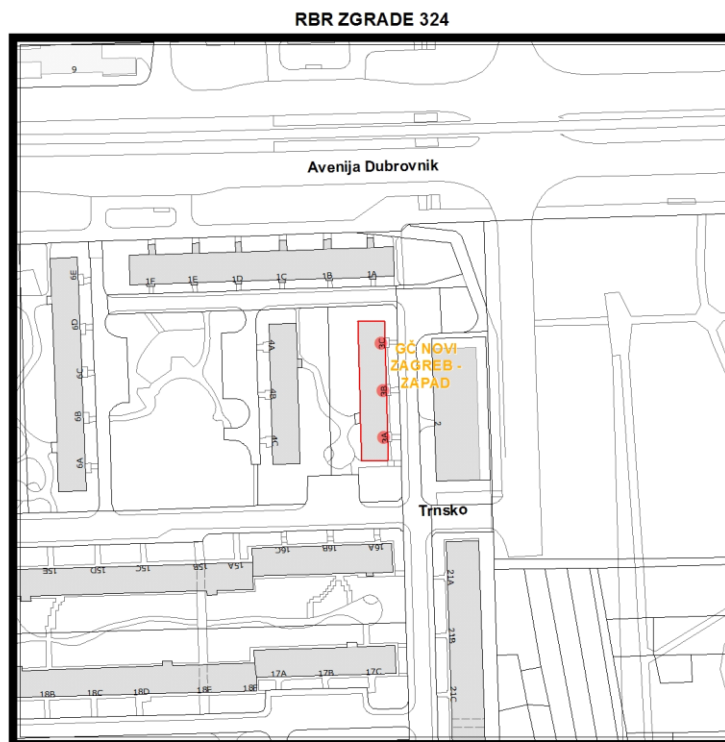 RBR ZGRADE 324
9
Avenija Dubrovnik
6E
1F
1E
1D
1C
1B
1A
6D
4A
3C
GČ NOVI
ZAGREB -
ZAPAD
6C
4B
3B
6B
2
4C
3A
6A
Trnsko
15E
15D
15C
15B
15A
16C
16B
16A
21A
21B
17A
17B
17C
18B
18C
18D
18E
18F
21C